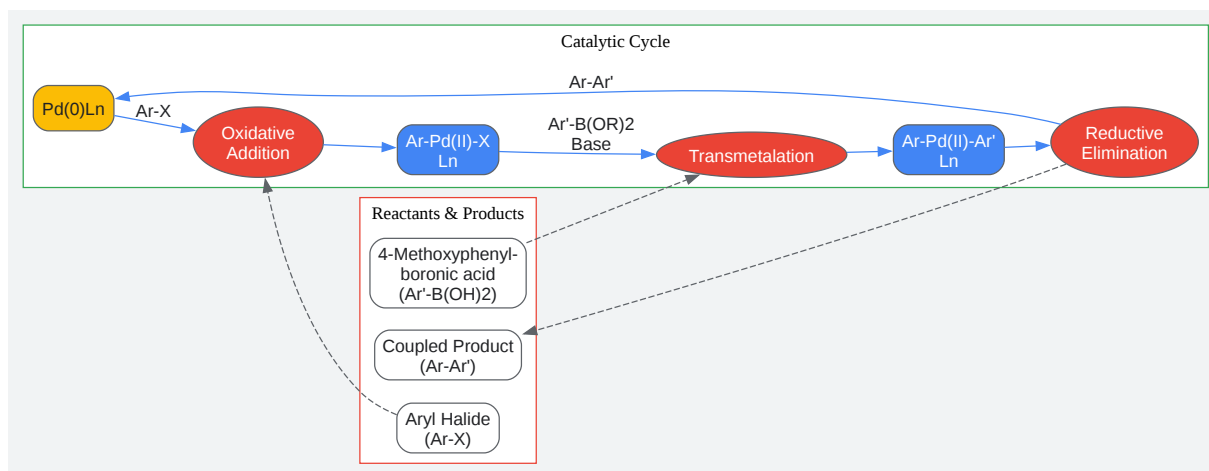 Catalytic Cycle
Ar-Ar'
Pd(0)Ln
Ar-X
Oxidative
Addition
Ar-Pd(II)-X
Ln
Ar'-B(OR)2
Base
Transmetalation
Ar-Pd(II)-Ar'
Ln
Reductive
Elimination
Reactants & Products
4-Methoxyphenyl-
boronic acid
(Ar'-B(OH)2)
Coupled Product
(Ar-Ar')
Aryl Halide
(Ar-X)